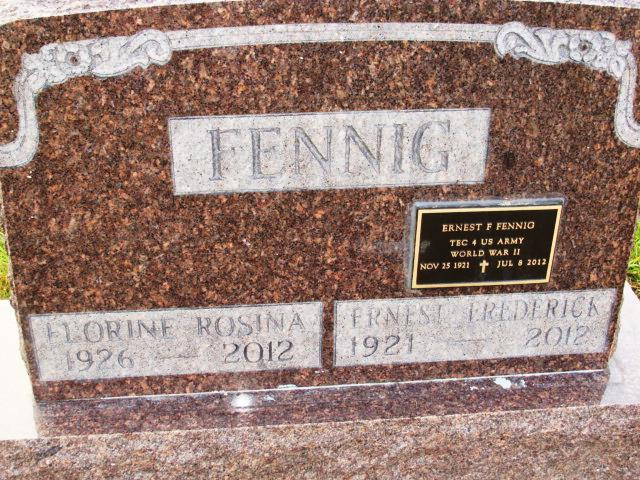 FENNIG
ERNEST F FENNIG
TEC 4 US ARMY
WORLD WAR II
NOV 25 1921 ✝ JUL 8 2012
FLORINE ROSINA
1926 — 2012
ERNEST FREDERICK
1921 — 2012